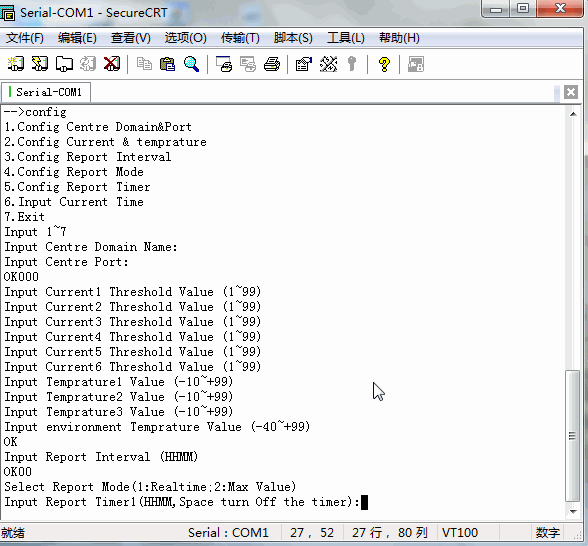 Serial-COM1 - SecureCRT
文件(F) 编辑(E) 查看(V) 选项(O) 传输(T) 脚本(S) 工具(L) 帮助(H)
Serial-COM1
-->config
1.Config Centre Domain&Port
2.Config Current & temprature
3.Config Report Interval
4.Config Report Mode
5.Config Report Timer
6.Input Current Time
7.Exit
Input 1~7
Input Centre Domain Name:
Input Centre Port:
OK000
Input Current1 Threshold Value (1~99)
Input Current2 Threshold Value (1~99)
Input Current3 Threshold Value (1~99)
Input Current4 Threshold Value (1~99)
Input Current5 Threshold Value (1~99)
Input Current6 Threshold Value (1~99)
Input Temprature1 Value (-10~+99)
Input Temprature2 Value (-10~+99)
Input Temprature3 Value (-10~+99)
Input environment Temprature Value (-40~+99)
OK
Input Report Interval (HHMM)
OK00
Select Report Mode(1:Realtime;2:Max Value)
Input Report Timer1(HHMM,Space turn Off the timer):
就绪 Serial : COM1 27 , 52 27 行, 80 列 VT100 数字